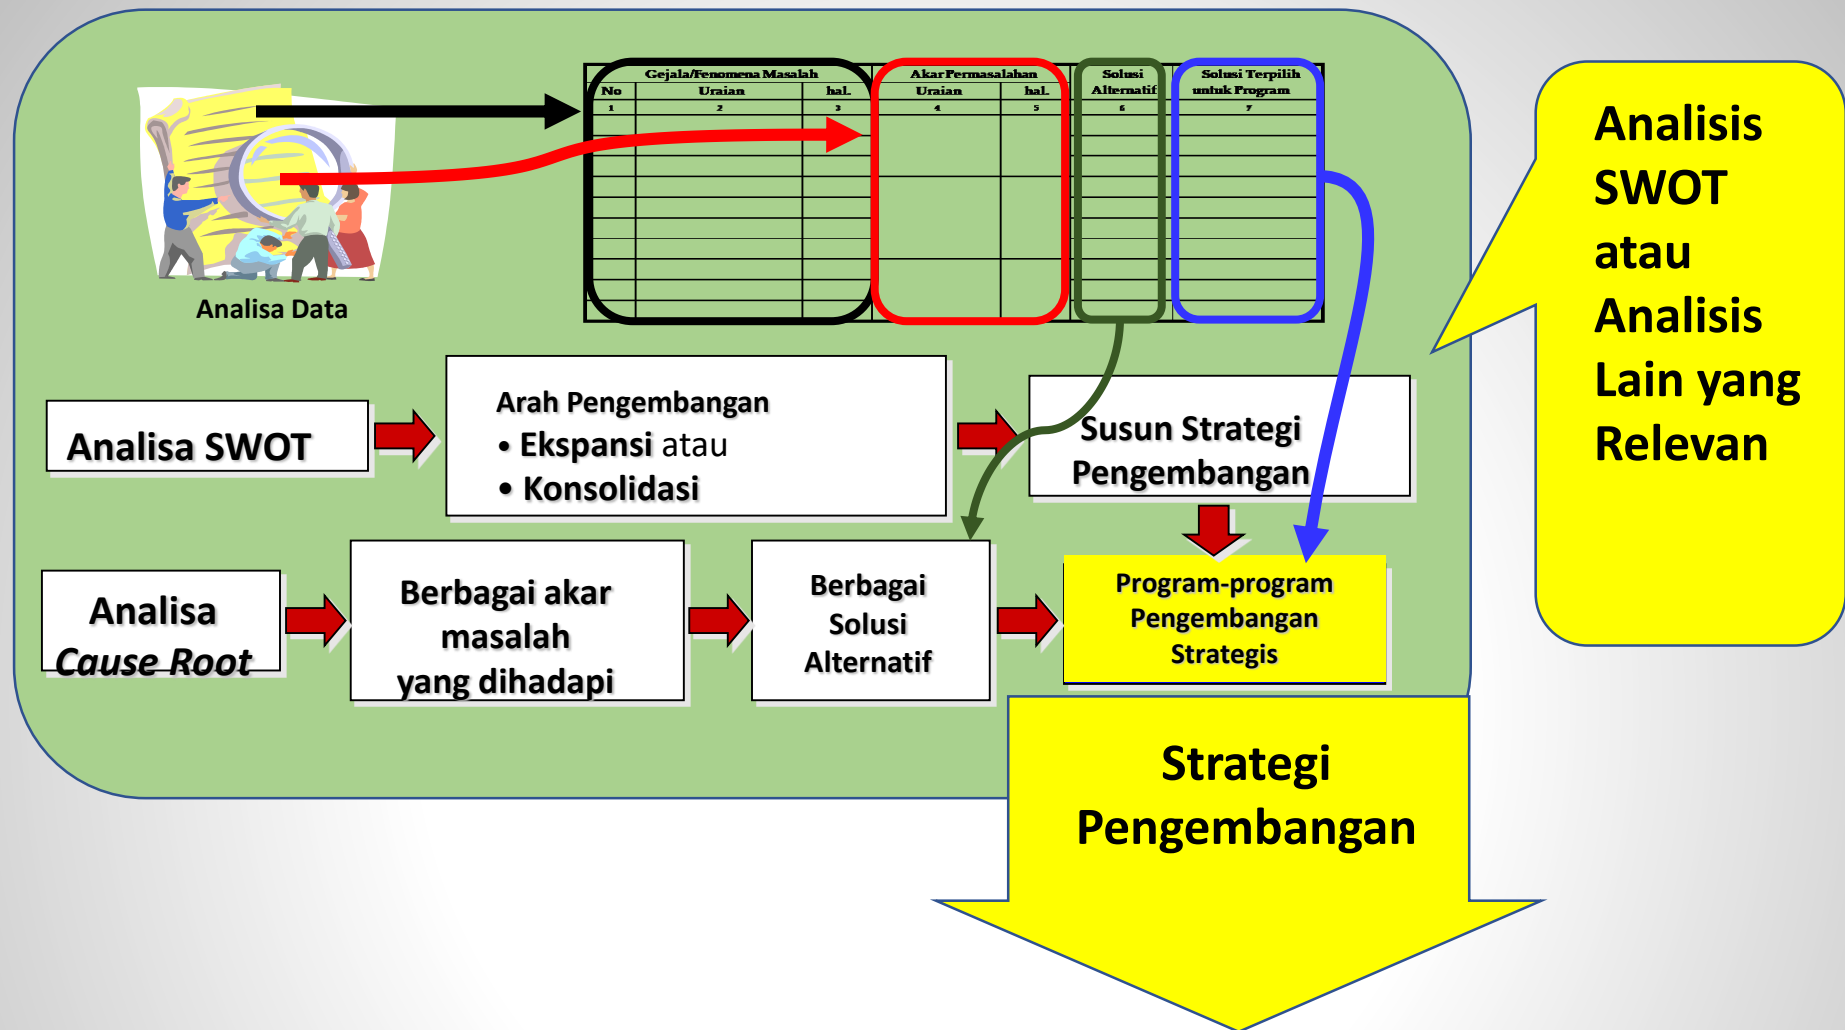 Gejala/Fenomena Masalah Akar Permasalahan Solusi Solusi Terpilih
No Uraian hal. Uraian hal. Alternatif untuk Program
1 2 3 4 5 6 7
Analisa Data
Analisa SWOT
Arah Pengembangan
• Ekspansi atau
• Konsolidasi
Susun Strategi
Pengembangan
Analisa
Cause Root
Berbagai akar
masalah
yang dihadapi
Berbagai
Solusi
Alternatif
Program-program
Pengembangan
Strategis
Strategi
Pengembangan
Analisis
SWOT
atau
Analisis
Lain yang
Relevan